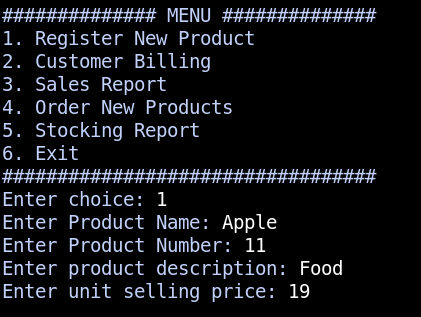 ############## MENU ##############
1. Register New Product
2. Customer Billing
3. Sales Report
4. Order New Products
5. Stocking Report
6. Exit
##################################
Enter choice: 1
Enter Product Name: Apple
Enter Product Number: 11
Enter product description: Food
Enter unit selling price: 19